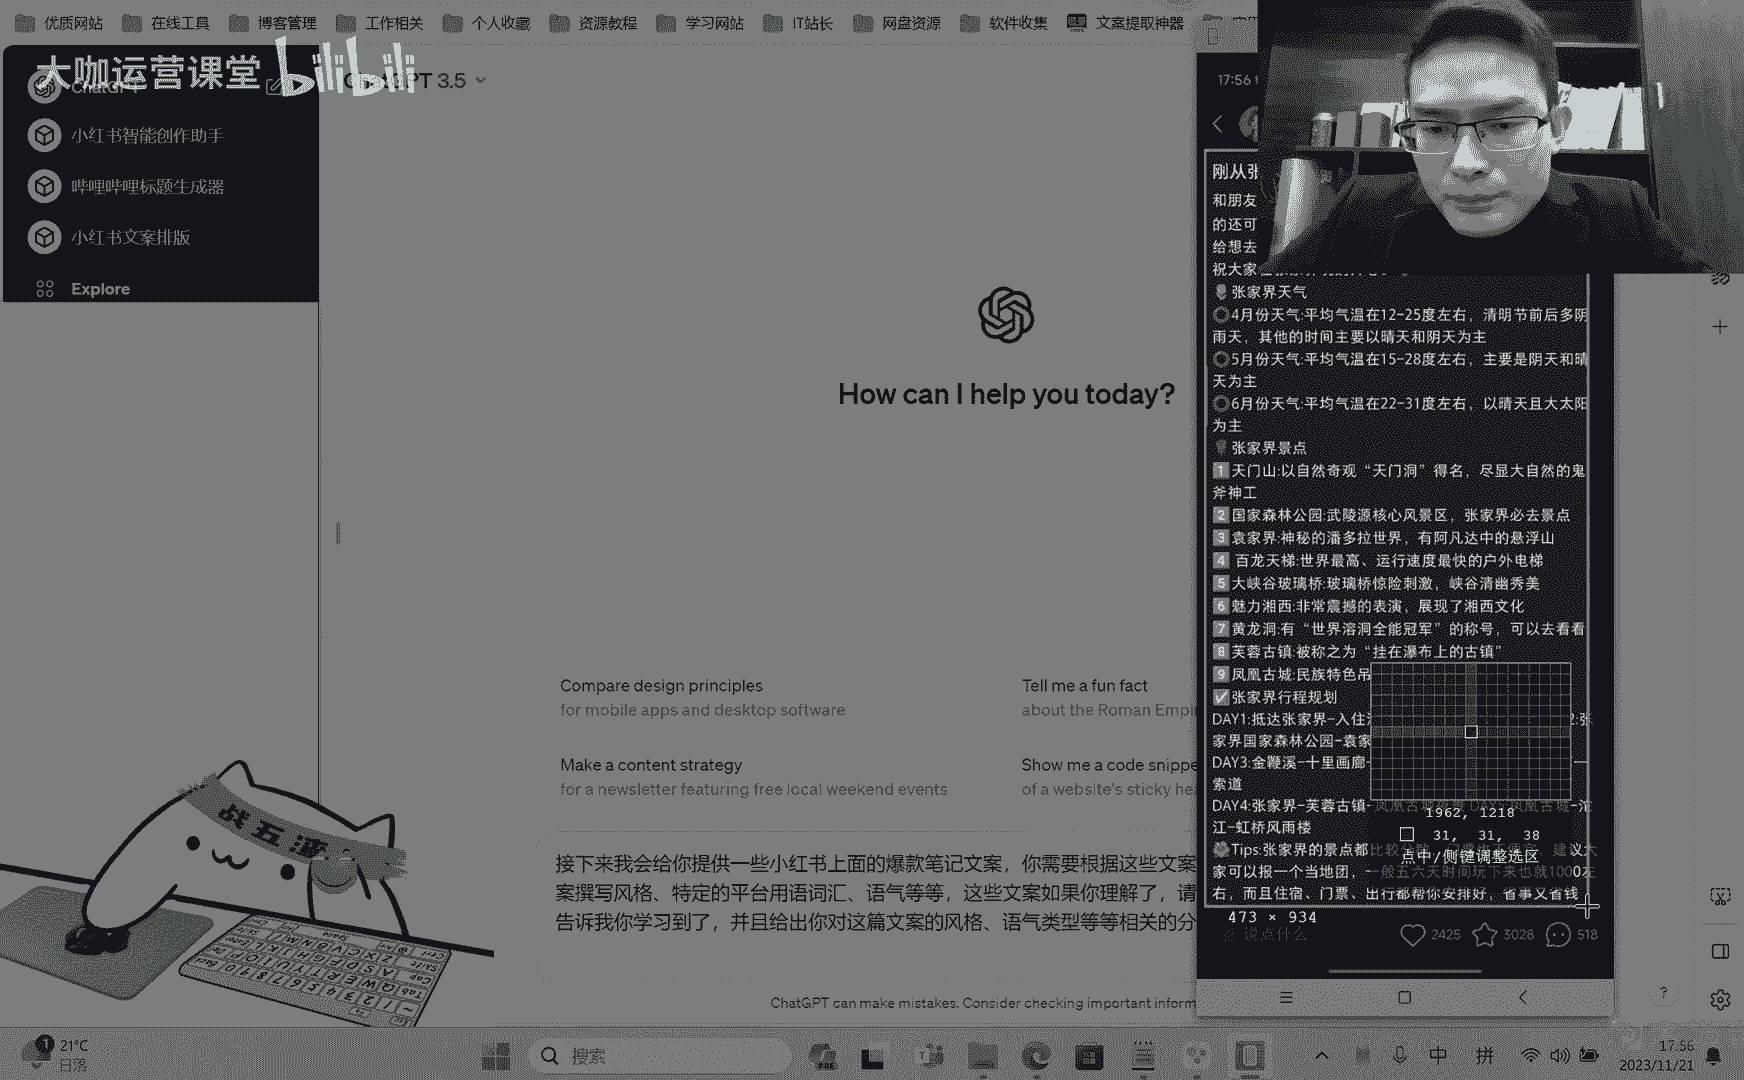 优质网站
在线工具
博客管理
工作相关
个人收藏
资源教程
学习网站
IT站长
网盘资源
软件收集
文案提取神器
大咖运营课堂 bilibili
ChatGPT
小红书智能创作助手
哔哩哔哩标题生成器
小红书文案排版
Explore
3.5
How can I help you today?
Compare design principles
for mobile apps and desktop software
Tell me a fun fact
about the Roman
Make a content strategy
for a newsletter featuring free local weekend events
Show me a code
of a website's sticky
接下来我会给你提供一些小红书上面的爆款笔记文案，你需要根据这些文案
案撰写风格、特定的平台用语词汇、语气等等，这些文案如果你理解了，请
告诉我你学习到了，并且给出你对这篇文案的风格、语气类型等等相关的分
ChatGPT can make mistakes. Consider checking important
战五渣
17:56
刚从张
和朋友
的还可
给想去
祝大家
张家界天气
4月份天气:平均气温在12-25度左右，清明节前后多阴
雨天，其他的时间主要以晴天和阴天为主
5月份天气:平均气温在15-28度左右，主要是阴天和晴
天为主
6月份天气:平均气温在22-31度左右，以晴天且大太阳
为主
张家界景点
1 天门山:以自然奇观“天门洞”得名，尽显大自然的鬼
斧神工
2 国家森林公园:武陵源核心风景区，张家界必去景点
3 袁家界:神秘的潘多拉世界，有阿凡达中的悬浮山
4 百龙天梯:世界最高、运行速度最快的户外电梯
5 大峡谷玻璃桥:玻璃桥惊险刺激，峡谷清幽秀美
6 魅力湘西:非常震撼的表演，展现了湘西文化
7 黄龙洞:有“世界溶洞全能冠军”的称号，可以去看看
8 芙蓉古镇:被称之为“挂在瀑布上的古镇”
9 凤凰古城:民族特色吊
张家界行程规划
DAY1:抵达张家界-入住
2:张
家界国家森林公园-袁家
DAY3:金鞭溪-十里画廊-
索道
DAY4:张家界-芙蓉古镇-凤凰古城夜景 DAY5:凤凰古城-沱
江-虹桥风雨楼
Tips:张家界的景点都比较分散，建议大
家可以报一个当地团，一般五六天时间玩下来也就1000左
右，而且住宿、门票、出行都帮你安排好，省事又省钱
1962, 1218
31, 31, 38
点中/侧键调整选区
473 × 934
说点什么...
2425
3028
518
?
1
21°C
日落
搜索
PRE
中
拼
17:56
2023/11/21